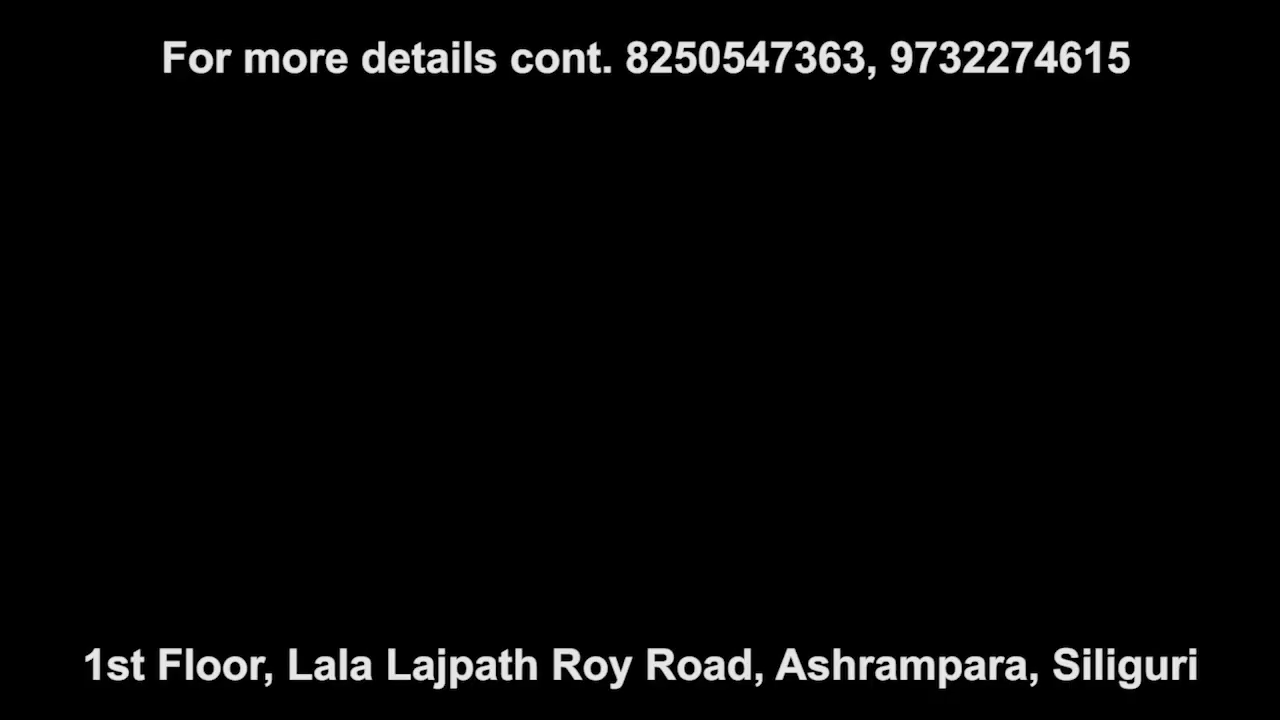 For more details cont. 8250547363, 9732274615
1st Floor, Lala Lajpath Roy Road, Ashrampara, Siliguri